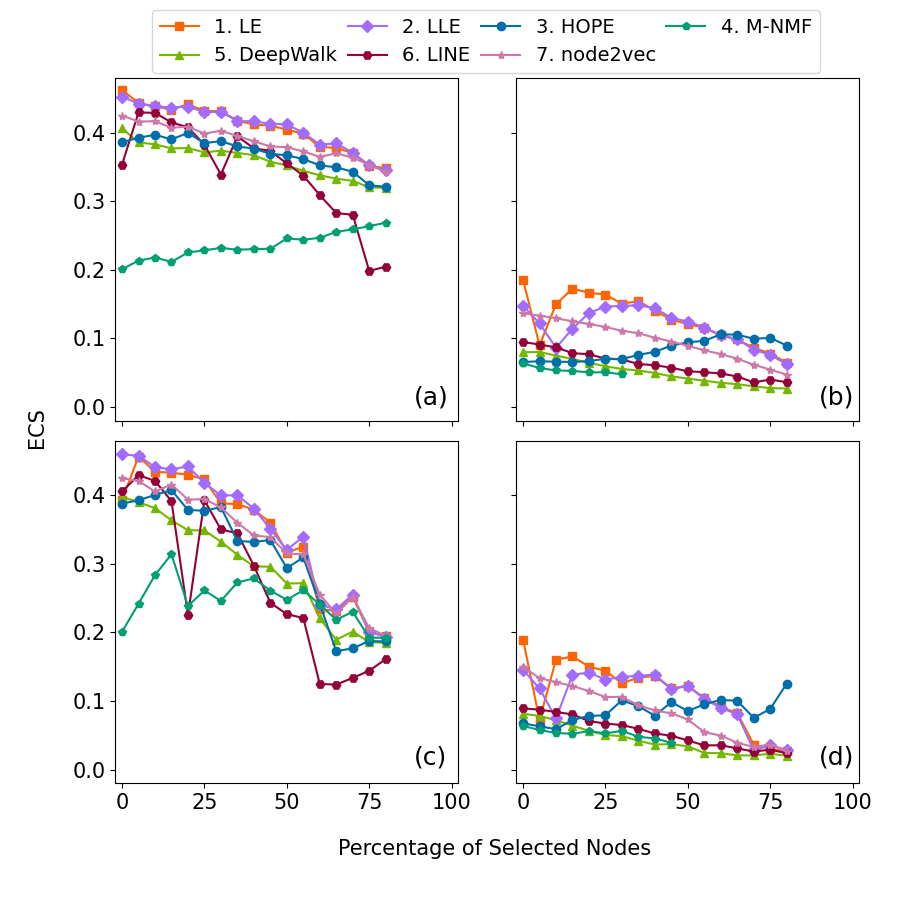 1. LE 2. LLE 3. HOPE 4. M-NMF
5. DeepWalk 6. LINE 7. node2vec
0.4
0.3
0.2
0.1
0.0
(a)
(b)
ECS
0.4
0.3
0.2
0.1
0.0
(c)
(d)
0 25 50 75 100
0 25 50 75 100
Percentage of Selected Nodes